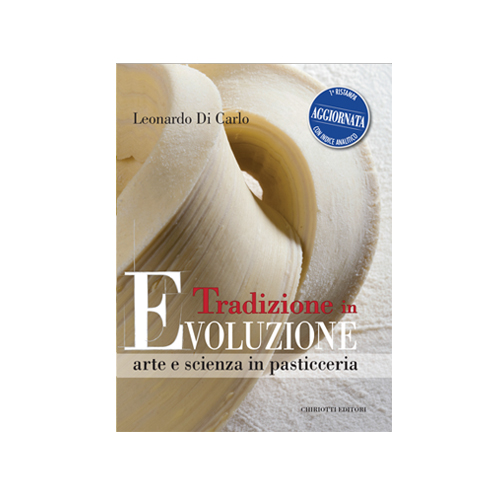 Leonardo Di Carlo
1ª RISTAMPA
AGGIORNATA
CON INDICE ANALITICO
Tradizione in
EVOLUZIONE
arte e scienza in pasticceria
CHIRIOTTI EDITORI